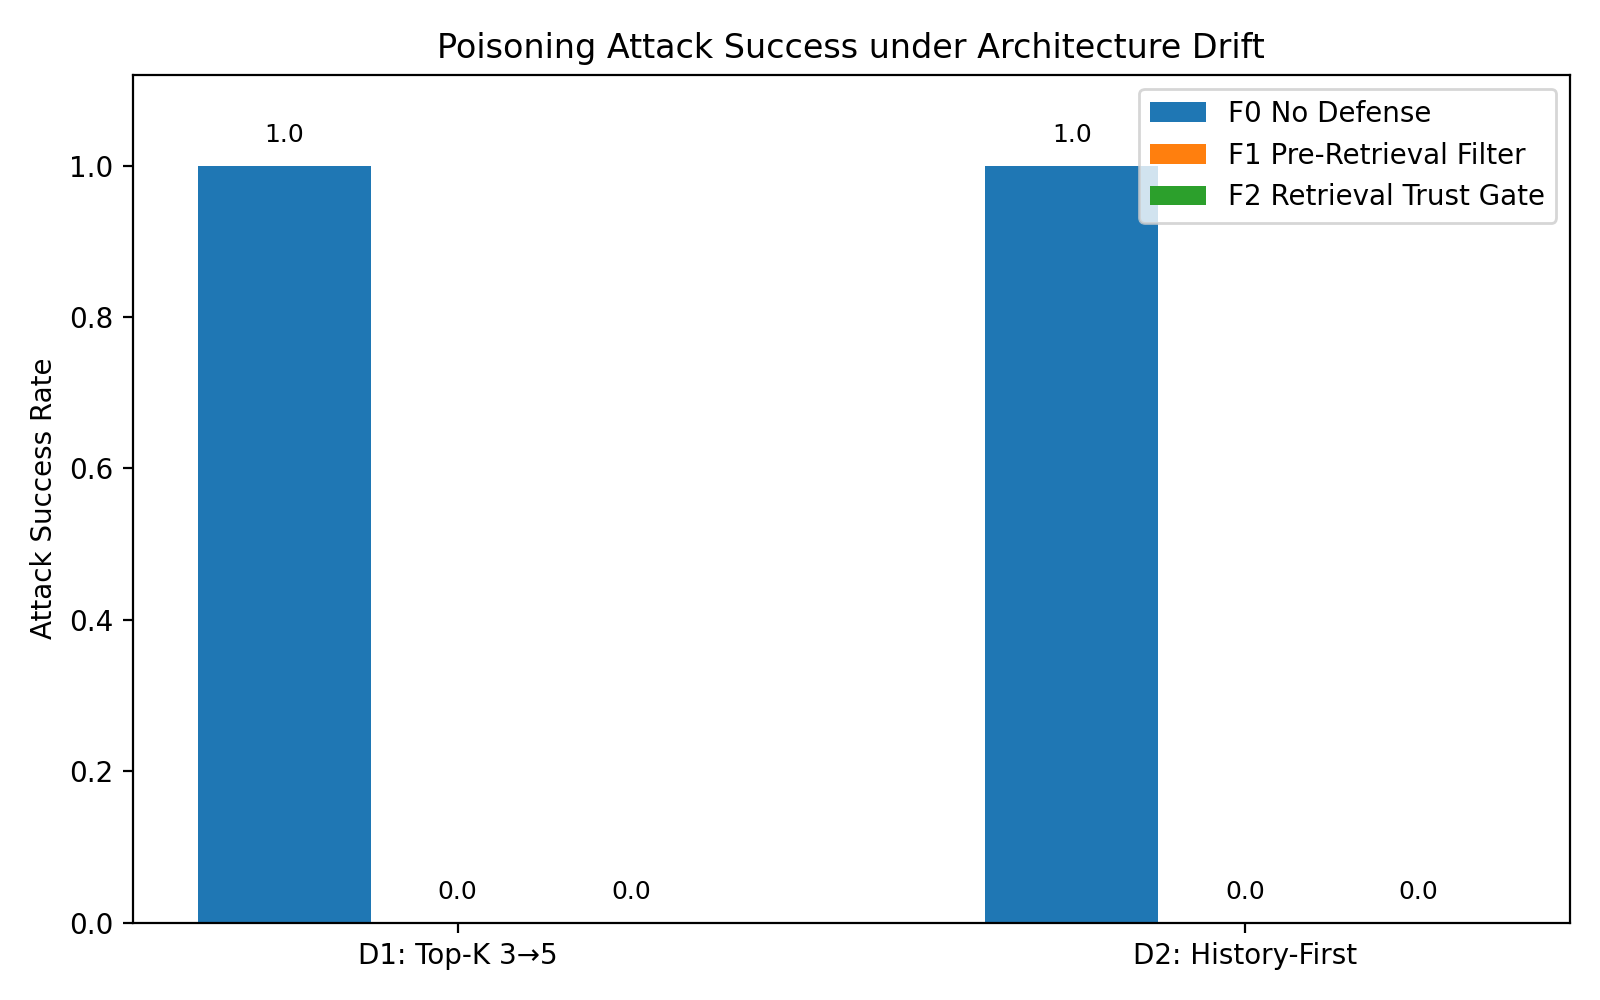 Poisoning Attack Success under Architecture Drift
F0 No Defense
F1 Pre-Retrieval Filter
F2 Retrieval Trust Gate
Attack Success Rate
1.0
0.8
0.6
0.4
0.2
0.0
1.0
0.0
0.0
1.0
0.0
0.0
D1: Top-K 3→5
D2: History-First